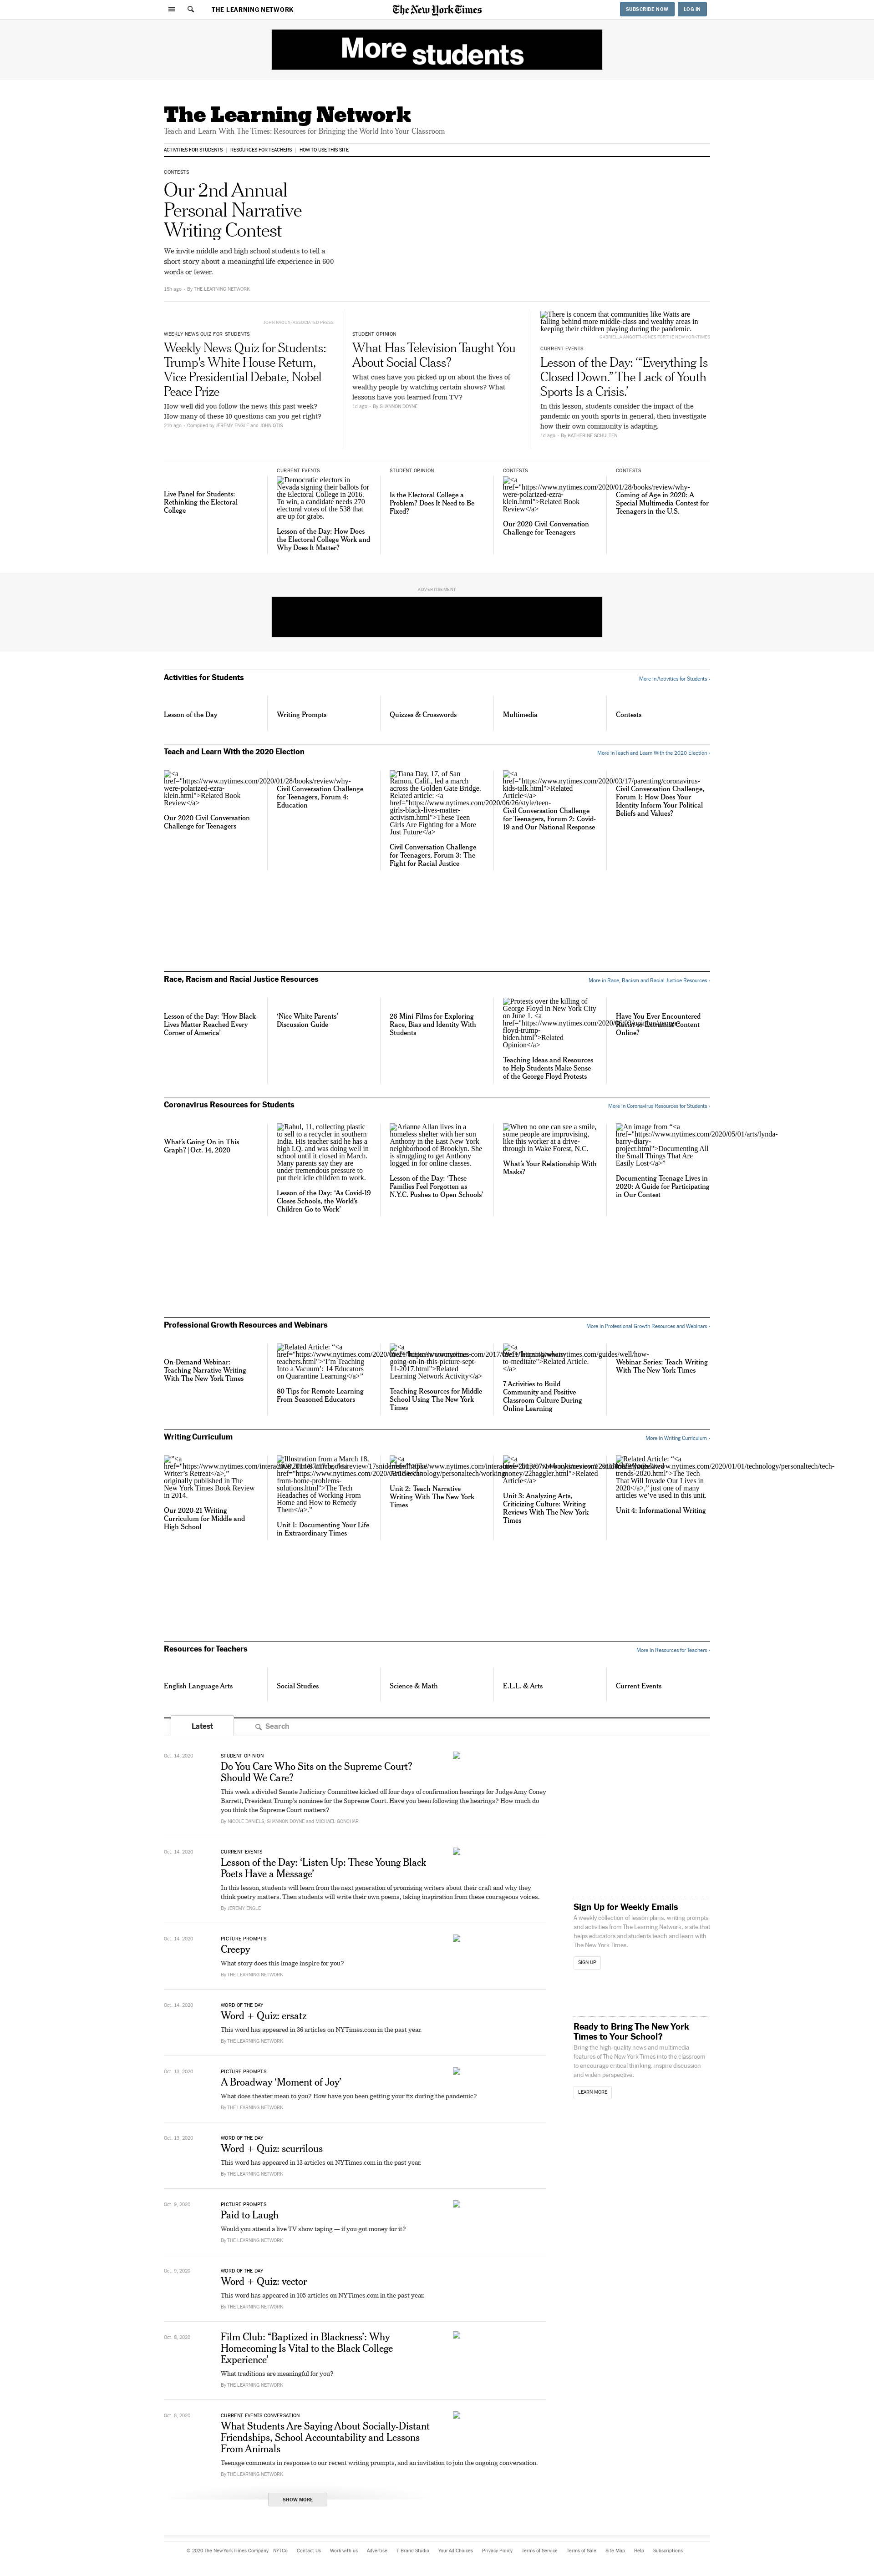 THE LEARNING NETWORK
The New York Times
SUBSCRIBE NOW
LOG IN
More students
The Learning Network
Teach and Learn With The Times: Resources for Bringing the World Into Your Classroom
ACTIVITIES FOR STUDENTS
RESOURCES FOR TEACHERS
HOW TO USE THIS SITE
CONTESTS
Our 2nd Annual
Personal Narrative
Writing Contest
We invite middle and high school students to tell a
short story about a meaningful life experience in 600
words or fewer.
15h ago - By THE LEARNING NETWORK
WEEKLY NEWS QUIZ FOR STUDENTS
Weekly News Quiz for Students:
Trump's White House Return,
Vice Presidential Debate, Nobel
Peace Prize
How well did you follow the news this past week?
How many of these 10 questions can you get right?
21h ago - Compiled by JEREMY ENGLE and JOHN OTIS
STUDENT OPINION
What Has Television Taught You
About Social Class?
What cues have you picked up on about the lives of
wealthy people by watching certain shows? What
lessons have you learned from TV?
1d ago - By SHANNON DOYNE
There is concern that communities like Watts are
falling behind more middle-class and wealthy areas in
keeping their children playing during the pandemic.
CURRENT EVENTS
Lesson of the Day: ‘“Everything Is
Closed Down.” The Lack of Youth
Sports Is a Crisis.’
In this lesson, students consider the impact of the
pandemic on youth sports in general, then investigate
how their own community is adapting.
1d ago - By KATHERINE SCHULTEN
Live Panel for Students:
Rethinking the Electoral
College
CURRENT EVENTS
Democratic electors in
Nevada signing their ballots for
the Electoral College in 2016.
To win, a candidate needs 270
electoral votes of the 538 that
are up for grabs.
Lesson of the Day: How Does
the Electoral College Work and
Why Does It Matter?
STUDENT OPINION
Is the Electoral College a
Problem? Does It Need to Be
Fixed?
CONTESTS
<a
href="https://www.nytimes.com/2020/01/28/books/review/why-
were-polarized-ezra-
klein.html">Related Book
Review</a>
Our 2020 Civil Conversation
Challenge for Teenagers
CONTESTS
Coming of Age in 2020: A
Special Multimedia Contest for
Teenagers in the U.S.
ADVERTISEMENT
Activities for Students
More in Activities for Students ›
Lesson of the Day
Writing Prompts
Quizzes & Crosswords
Multimedia
Contests
Teach and Learn With the 2020 Election
More in Teach and Learn With the 2020 Election ›
<a
href="https://www.nytimes.com/2020/01/28/books/review/why-
were-polarized-ezra-
klein.html">Related Book
Review</a>
Our 2020 Civil Conversation
Challenge for Teenagers
Civil Conversation Challenge
for Teenagers, Forum 4:
Education
Tiana Day, 17, of San
Ramon, Calif., led a march
across the Golden Gate Bridge.
Related article: <a
href="https://www.nytimes.com/2020/06/26/style/teen-
girls-black-lives-matter-
activism.html">These Teen
Girls Are Fighting for a More
Just Future</a>
Civil Conversation Challenge
for Teenagers, Forum 3: The
Fight for Racial Justice
<a
href="https://www.nytimes.com/2020/03/17/parenting/coronavirus-
kids-talk.html">Related
Article</a>
Civil Conversation Challenge
for Teenagers, Forum 2: Covid-
19 and Our National Response
Civil Conversation Challenge,
Forum 1: How Does Your
Identity Inform Your Political
Beliefs and Values?
Race, Racism and Racial Justice Resources
More in Race, Racism and Racial Justice Resources ›
Lesson of the Day: ‘How Black
Lives Matter Reached Every
Corner of America’
‘Nice White Parents’
Discussion Guide
26 Mini-Films for Exploring
Race, Bias and Identity With
Students
Protests over the killing of
George Floyd in New York City
on June 1. <a
floyd-trump-
biden.html">Related
Opinion</a>
Teaching Ideas and Resources
to Help Students Make Sense
of the George Floyd Protests
Have You Ever Encountered
Racist or Extremist Content
Online?
Coronavirus Resources for Students
More in Coronavirus Resources for Students ›
What’s Going On in This
Graph? | Oct. 14, 2020
Rahul, 11, collecting plastic
to sell to a recycler in southern
India. His teacher said he has a
high I.Q. and was doing well in
school until it closed in March.
Many parents say they are
under tremendous pressure to
put their idle children to work.
Lesson of the Day: ‘As Covid-19
Closes Schools, the World’s
Children Go to Work’
Arianne Allan lives in a
homeless shelter with her son
Anthony in the East New York
neighborhood of Brooklyn. She
is struggling to get Anthony
logged in for online classes.
Lesson of the Day: ‘These
Families Feel Forgotten as
N.Y.C. Pushes to Open Schools’
When no one can see a smile,
some people are improvising,
like this worker at a drive-
through in Wake Forest, N.C.
What’s Your Relationship With
Masks?
An image from “<a
href="https://www.nytimes.com/2020/05/01/arts/lynda-
barry-diary-
project.html">Documenting All
the Small Things That Are
Easily Lost</a>”
Documenting Teenage Lives in
2020: A Guide for Participating
in Our Contest
Professional Growth Resources and Webinars
More in Professional Growth Resources and Webinars ›
On-Demand Webinar:
Teaching Narrative Writing
With The New York Times
Related Article: “<a
teachers.html">‘I’m Teaching
Into a Vacuum’: 14 Educators
on Quarantine Learning</a>”
80 Tips for Remote Learning
From Seasoned Educators
<a
going-on-in-this-picture-sept-
11-2017.html">Related
Learning Network Activity</a>
Teaching Resources for Middle
School Using The New York
Times
<a
to-meditate">Related Article.
</a>
7 Activities to Build
Community and Positive
Classroom Culture During
Online Learning
Webinar Series: Teach Writing
With The New York Times
Writing Curriculum
More in Writing Curriculum ›
“<a
Writer’s Retreat</a>,”
originally published in The
New York Times Book Review
in 2014.
Our 2020-21 Writing
Curriculum for Middle and
High School
Illustration from a March 18,
from-home-problems-
solutions.html">The Tech
Headaches of Working From
Home and How to Remedy
Them</a>.”
Unit 1: Documenting Your Life
in Extraordinary Times
<a
Unit 2: Teach Narrative
Writing With The New York
Times
<a
money/22haggler.html">Related
Article</a>
Unit 3: Analyzing Arts,
Criticizing Culture: Writing
Reviews With The New York
Times
Related Article: “<a
trends-2020.html">The Tech
That Will Invade Our Lives in
2020</a>,” just one of many
articles we’ve used in this unit.
Unit 4: Informational Writing
Resources for Teachers
More in Resources for Teachers ›
English Language Arts
Social Studies
Science & Math
E.L.L. & Arts
Current Events
Latest
Search
Oct. 14, 2020
STUDENT OPINION
Do You Care Who Sits on the Supreme Court?
Should We Care?
This week a divided Senate Judiciary Committee kicked off four days of confirmation hearings for Judge Amy Coney
Barrett, President Trump’s nominee for the Supreme Court. Have you been following the hearings? How much do
you think the Supreme Court matters?
By NICOLE DANIELS, SHANNON DOYNE and MICHAEL GONCHAR
Oct. 14, 2020
CURRENT EVENTS
Lesson of the Day: ‘Listen Up: These Young Black
Poets Have a Message’
In this lesson, students will learn from the next generation of promising writers about their craft and why they
think poetry matters. Then students will write their own poems, taking inspiration from these courageous voices.
By JEREMY ENGLE
Oct. 14, 2020
PICTURE PROMPTS
Creepy
What story does this image inspire for you?
By THE LEARNING NETWORK
Oct. 14, 2020
WORD OF THE DAY
Word + Quiz: ersatz
This word has appeared in 36 articles on NYTimes.com in the past year.
By THE LEARNING NETWORK
Oct. 13, 2020
PICTURE PROMPTS
A Broadway ‘Moment of Joy’
What does theater mean to you? How have you been getting your fix during the pandemic?
By THE LEARNING NETWORK
Oct. 13, 2020
WORD OF THE DAY
Word + Quiz: scurrilous
This word has appeared in 13 articles on NYTimes.com in the past year.
By THE LEARNING NETWORK
Oct. 9, 2020
PICTURE PROMPTS
Paid to Laugh
Would you attend a live TV show taping — if you got money for it?
By THE LEARNING NETWORK
Oct. 9, 2020
WORD OF THE DAY
Word + Quiz: vector
This word has appeared in 105 articles on NYTimes.com in the past year.
By THE LEARNING NETWORK
Oct. 8, 2020
Film Club: “Baptized in Blackness’: Why
Homecoming Is Vital to the Black College
Experience’
What traditions are meaningful for you?
By THE LEARNING NETWORK
Oct. 8, 2020
CURRENT EVENTS CONVERSATION
What Students Are Saying About Socially-Distant
Friendships, School Accountability and Lessons
From Animals
Teenage comments in response to our recent writing prompts, and an invitation to join the ongoing conversation.
By THE LEARNING NETWORK
SHOW MORE
Sign Up for Weekly Emails
A weekly collection of lesson plans, writing prompts
and activities from The Learning Network, a site that
helps educators and students teach and learn with
The New York Times.
SIGN UP
Ready to Bring The New York
Times to Your School?
Bring the high-quality news and multimedia
features of The New York Times into the classroom
to encourage critical thinking, inspire discussion
and widen perspective.
LEARN MORE
© 2020 The New York Times Company
NYTCo
Contact Us
Work with us
Advertise
T Brand Studio
Your Ad Choices
Privacy Policy
Terms of Service
Terms of Sale
Site Map
Help
Subscriptions